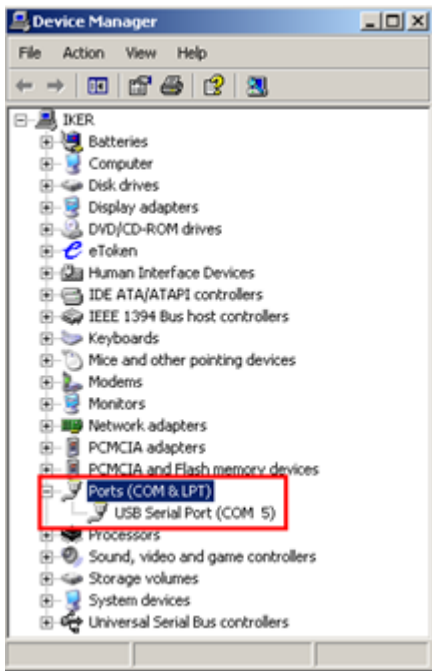 Device Manager
File Action View Help
IKER
Batteries
Computer
Disk drives
Display adapters
DVD/CD-ROM drives
eToken
Human Interface Devices
IDE ATA/ATAPI controllers
IEEE 1394 Bus host controllers
Keyboards
Mice and other pointing devices
Modems
Monitors
Network adapters
PCMCIA adapters
PCMCIA and Flash memory devices
Ports (COM & LPT)
USB Serial Port (COM 5)
Processors
Sound, video and game controllers
Storage volumes
System devices
Universal Serial Bus controllers